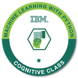 MACHINE LEARNING WITH PYTHON
IBM
COGNITIVE CLASS